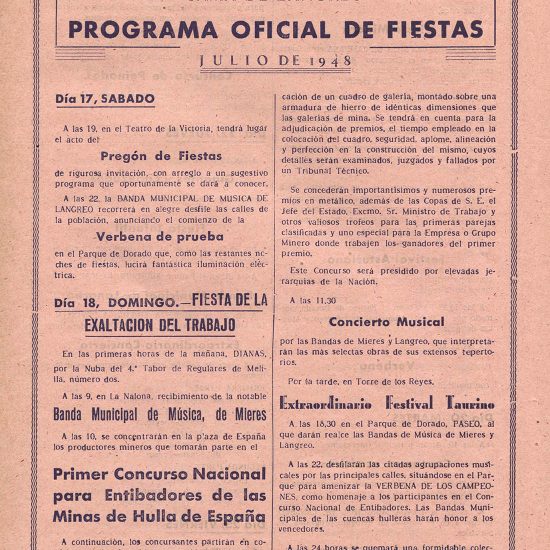 PROGRAMA OFICIAL DE FIESTAS
JULIO DE 1948
Día 17, SABADO
A las 19, en el Teatro de la Victoria, tendrá lugar
el acto del
Pregón de Fiestas
de rigurosa invitación, con arreglo a un sugestivo
programa que oportunamente se dará a conocer.
A las 22, la BANDA MUNICIPAL DE MUSICA DE
LANGREO recorrerá en alegre desfile las calles de
la población, anunciando el comienzo de la
Verbena de prueba
en el Parque de Dorado que, como las restantes no-
ches de fiestas, lucirá fantástica iluminación eléc-
trica.
Día 18, DOMINGO.—FIESTA DE LA
EXALTACION DEL TRABAJO
En las primeras horas de la mañana, DIANAS,
por la Nuba del 4.º Tabor de Regulares de Meli-
lla, número dos.
A las 9, en La Nalona, recibimiento de la notable
Banda Municipal de Música, de Mieres
A las 10, se concentrarán en la plaza de España
los productores mineros que tomarán parte en el
Primer Concurso Nacional
para Entibadores de las
Minas de Hulla de España
A continuación, los concursantes partirán en co-
cación de un cuadro de galería, montado sobre una
armadura de hierro de idénticas dimensiones que
las galerías de mina. Se tendrá en cuenta para la
adjudicación de premios, el tiempo empleado en la
colocación del cuadro, seguridad, aplome, alineación
y perfección en la construcción del mismo, cuyos
detalles serán examinados, juzgados y fallados por
un Tribunal Técnico.
Se concederán importantísimos y numerosos pre-
mios en metálico, además de las Copas de S. E. el
Jefe del Estado, Excmo. Sr. Ministro de Trabajo y
otros valiosos trofeos para las primeras parejas
clasificadas y uno especial para la Empresa o Grupo
Minero donde trabajen los ganadores del primer
premio.
Este Concurso será presidido por elevadas je-
rarquías de la Nación.
A las 11,30
Concierto Musical
por las Bandas de Mieres y Langreo, que interpreta-
rán las más selectas obras de sus extensos tepertо-
rios.
Por la tarde, en Torre de los Reyes,
Extraordinario Festival Taurino
A las 18,30 en el Parque de Dorado, PASEO, al
que darán realce las Bandas de Música de Mieres y
Langreo.
A las 22, desfilarán las citadas agrupaciones musi-
cales por las principales calles, situándose en el Par-
que para amenizar la VERBENA DE LOS CAMPEO-
NES, como homenaje a los participantes en el Con-
curso Nacional de Entibadores. Las Bandas Munici-
pales de las cuencas hulleras harán honor a los
vencedores.
A las 24 horas se quemará una formidable colec-